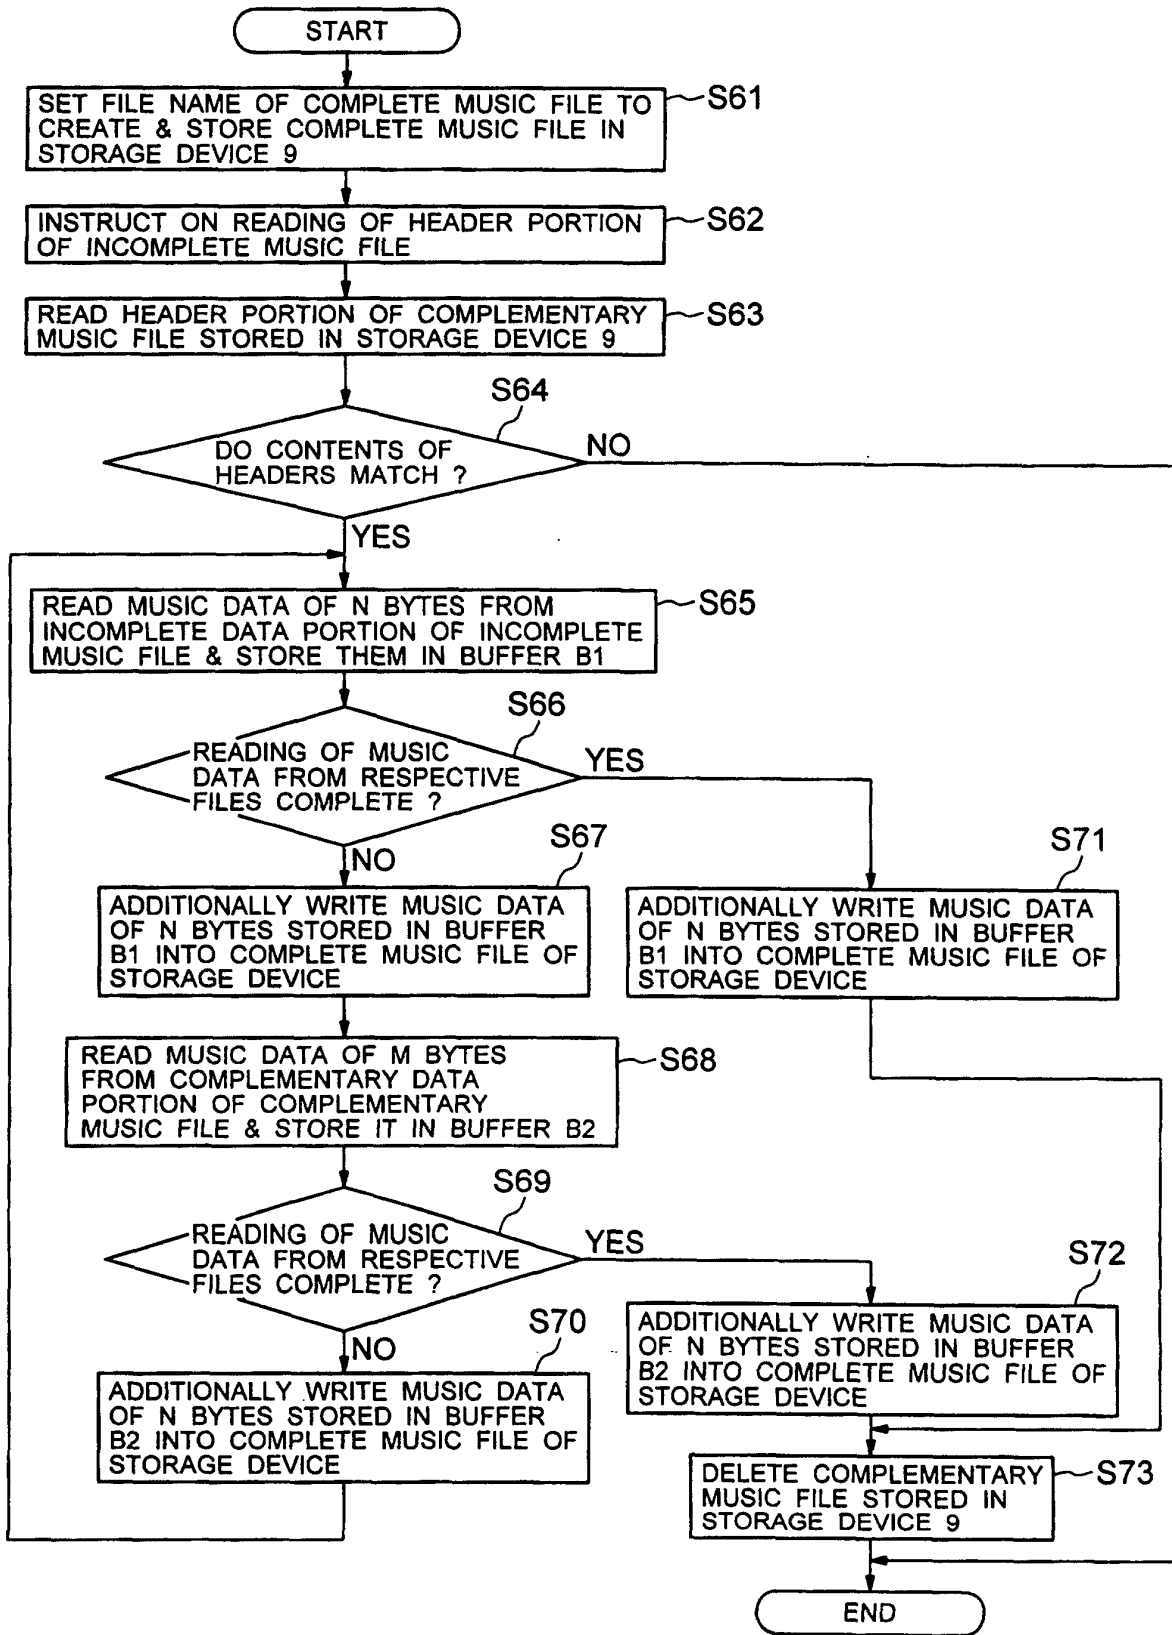 START
SET FILE NAME OF COMPLETE MUSIC FILE TO
CREATE & STORE COMPLETE MUSIC FILE IN
STORAGE DEVICE 9
S61
INSTRUCT ON READING OF HEADER PORTION
OF INCOMPLETE MUSIC FILE
S62
READ HEADER PORTION OF COMPLEMENTARY
MUSIC FILE STORED IN STORAGE DEVICE 9
S63
S64
DO CONTENTS OF
HEADERS MATCH ?
NO
YES
READ MUSIC DATA OF N BYTES FROM
INCOMPLETE DATA PORTION OF INCOMPLETE
MUSIC FILE & STORE THEM IN BUFFER B1
S65
S66
READING OF MUSIC
DATA FROM RESPECTIVE
FILES COMPLETE ?
YES
NO
S67
ADDITIONALLY WRITE MUSIC DATA
OF N BYTES STORED IN BUFFER
B1 INTO COMPLETE MUSIC FILE OF
STORAGE DEVICE
S71
ADDITIONALLY WRITE MUSIC DATA
OF N BYTES STORED IN BUFFER
B1 INTO COMPLETE MUSIC FILE OF
STORAGE DEVICE
READ MUSIC DATA OF M BYTES
FROM COMPLEMENTARY DATA
PORTION OF COMPLEMENTARY
MUSIC FILE & STORE IT IN BUFFER B2
S68
S69
READING OF MUSIC
DATA FROM RESPECTIVE
FILES COMPLETE ?
YES
NO
S70
ADDITIONALLY WRITE MUSIC DATA
OF N BYTES STORED IN BUFFER
B2 INTO COMPLETE MUSIC FILE OF
STORAGE DEVICE
S72
ADDITIONALLY WRITE MUSIC DATA
OF N BYTES STORED IN BUFFER
B2 INTO COMPLETE MUSIC FILE OF
STORAGE DEVICE
DELETE COMPLEMENTARY
MUSIC FILE STORED IN
STORAGE DEVICE 9
S73
END